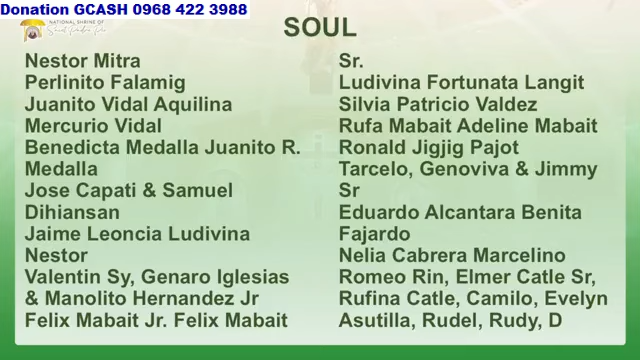 Donation GCASH 0968 422 3988
NATIONAL SHRINE OF
Saint Padre Pio
SOUL
Nestor Mitra
Perlinito Falamig
Juanito Vidal Aquilina
Mercurio Vidal
Benedicta Medalla Juanito R.
Medalla
Jose Capati & Samuel
Dihiansan
Jaime Leoncia Ludivina
Nestor
Valentin Sy, Genaro Iglesias
& Manolito Hernandez Jr
Felix Mabait Jr. Felix Mabait
Sr.
Ludivina Fortunata Langit
Silvia Patricio Valdez
Rufa Mabait Adeline Mabait
Ronald Jigjig Pajot
Tarcelo, Genoviva & Jimmy
Sr
Eduardo Alcantara Benita
Fajardo
Nelia Cabrera Marcelino
Romeo Rin, Elmer Catle Sr,
Rufina Catle, Camilo, Evelyn
Asutilla, Rudel, Rudy, D